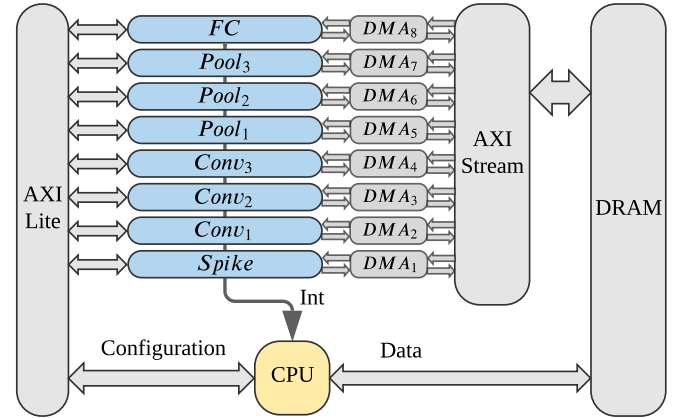 FC
DMA₈
Pool₃
DMA₇
Pool₂
DMA₆
Pool₁
DMA₅
Conv₃
DMA₄
Conv₂
DMA₃
Conv₁
DMA₂
Spike
DMA₁
AXI
Lite
AXI
Stream
DRAM
Int
Configuration
CPU
Data